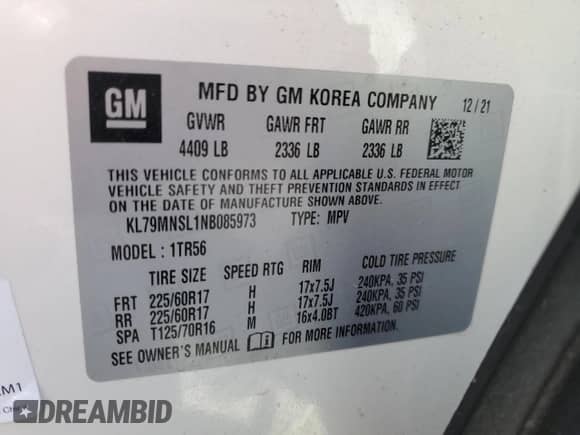 GM
MFD BY GM KOREA COMPANY 12/21
GVWR GAWR FRT GAWR RR
4409 LB 2336 LB 2336 LB
THIS VEHICLE CONFORMS TO ALL APPLICABLE U.S. FEDERAL MOTOR
VEHICLE SAFETY AND THEFT PREVENTION STANDARDS IN EFFECT
ON THE DATE OF MANUFACTURE SHOWN ABOVE.
KL79MNSL1NB085973 TYPE: MPV
MODEL: 1TR56
TIRE SIZE SPEED RTG RIM COLD TIRE PRESSURE
FRT 225/60R17 H 17x7.5J 240KPA, 35 PSI
RR 225/60R17 H 17x7.5J 240KPA, 35 PSI
SPA T125/70R16 M 16x4.0BT 420KPA, 60 PSI
SEE OWNER'S MANUAL FOR MORE INFORMATION.
M1
DREAMBID